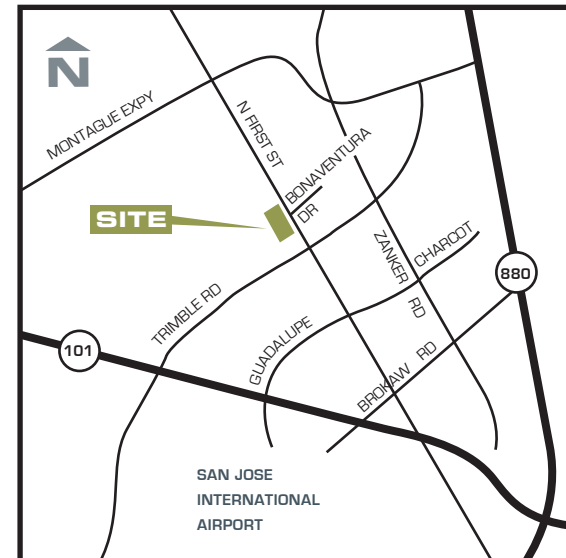 N
MONTAGUE EXPY
N FIRST ST
BONAVENTURA
DR
SITE
ZANKER
RD
CHARCOT
880
TRIMBLE RD
101
GUADALUPE
BROKAW RD
SAN JOSE
INTERNATIONAL
AIRPORT